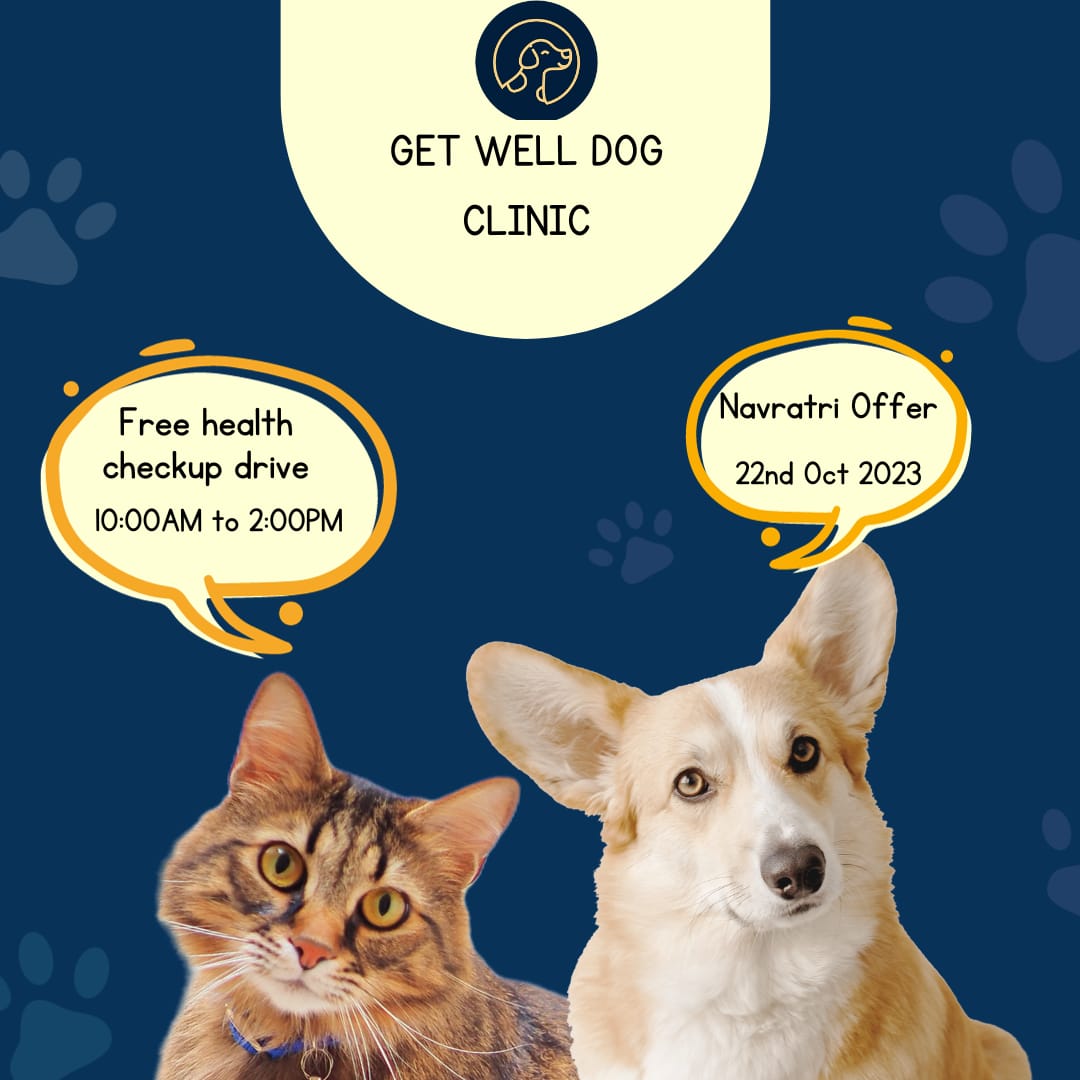 GET WELL DOG
CLINIC
Free health
checkup drive
10:00AM to 2:00PM
Navratri Offer
22nd Oct 2023